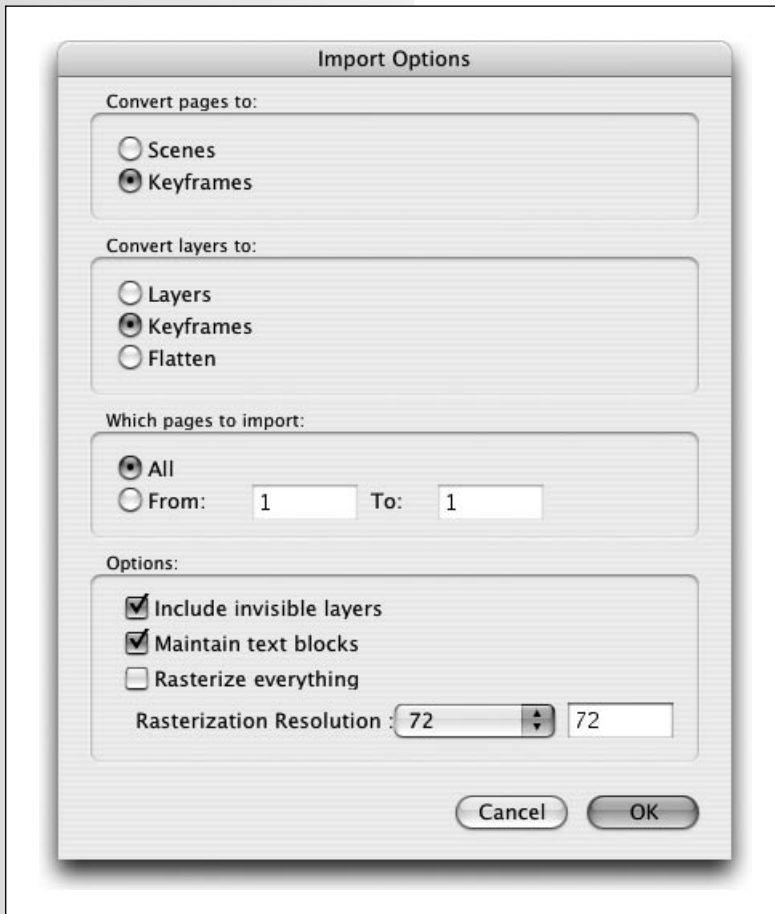 Import Options
Convert pages to:
Scenes
Keyframes
Convert layers to:
Layers
Keyframes
Flatten
Which pages to import:
All
From: 1 To: 1
Options:
Include invisible layers
Maintain text blocks
Rasterize everything
Rasterization Resolution : 72 72
Cancel OK